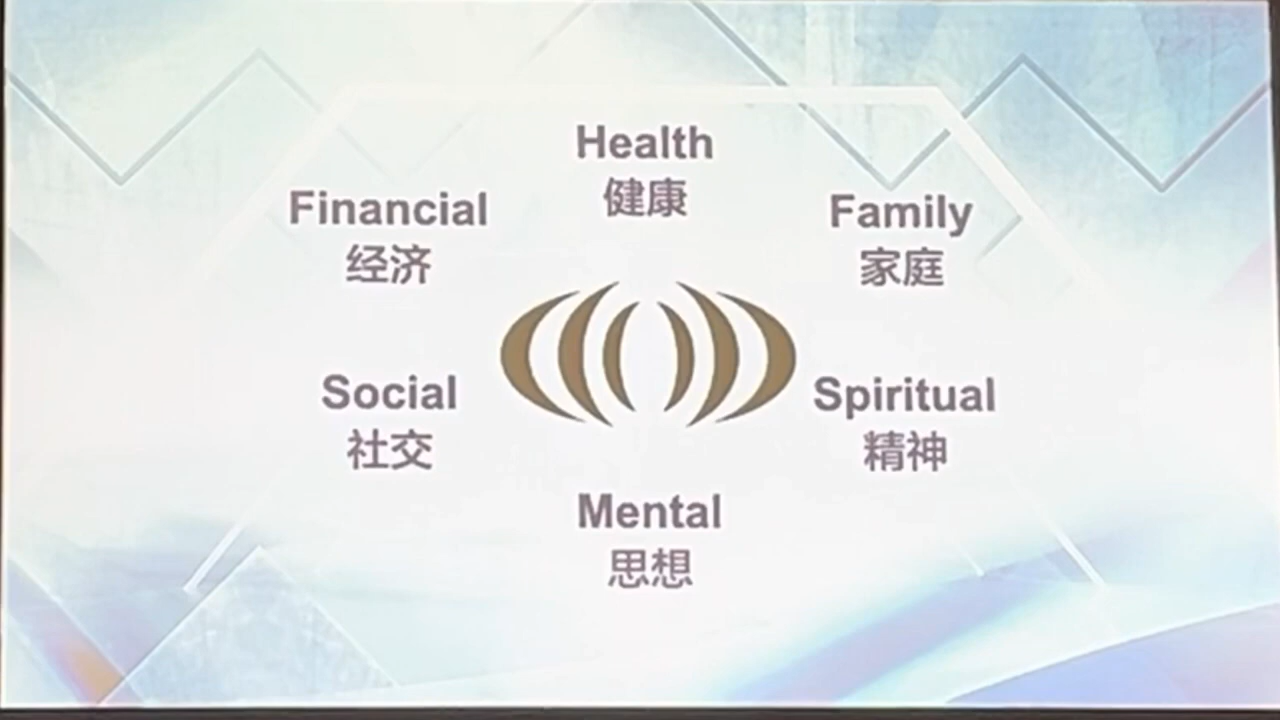 Health
健康
Financial
经济
Family
家庭
Social
社交
Spiritual
精神
Mental
思想